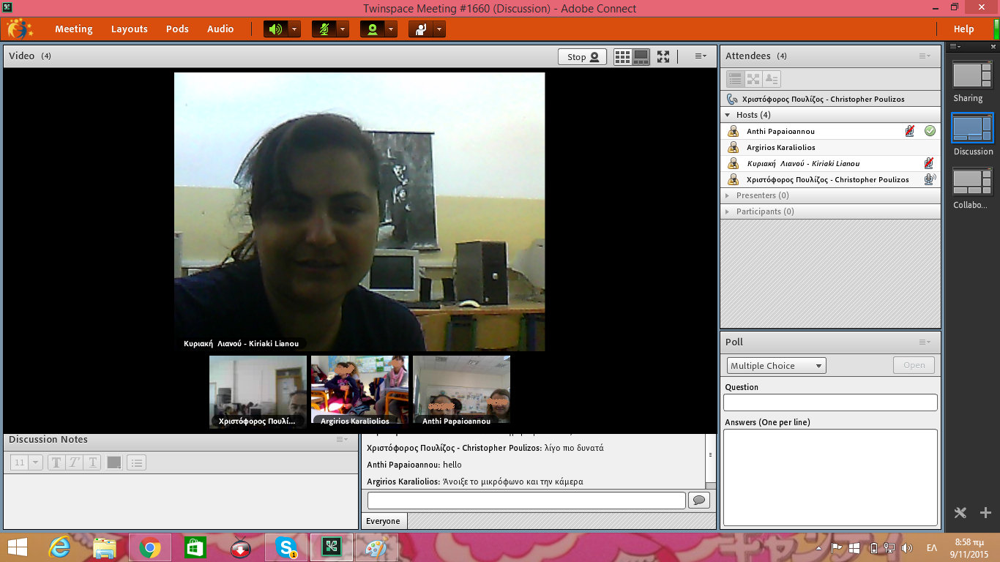 Twinspace Meeting #1660 (Discussion) - Adobe Connect
Meeting Layouts Pods Audio Help
Video (4)
Stop
Κυριακή Λιανού - Kiriaki Lianou
Χριστόφορος Πουλί...
Argirios Karaliolios
Anthi Papaioannou
Attendees (4)
Χριστόφορος Πουλίζος - Christopher Poulizos
Hosts (4)
Anthi Papaioannou
Argirios Karaliolios
Κυριακή Λιανού - Kiriaki Lianou
Χριστόφορος Πουλίζος - Christopher Poulizos
Presenters (0)
Participants (0)
Sharing
Discussion
Collabo...
Poll
Multiple Choice
Open
Question
Answers (One per line)
Discussion Notes
11 T T T
Χριστόφορος Πουλίζος - Christopher Poulizos: λίγο πιο δυνατά
Anthi Papaioannou: hello
Argirios Karaliolios: Άνοιξε το μικρόφωνο και την κάμερα
Everyone
S 1
ΕΛ
8:58 πμ
9/11/2015